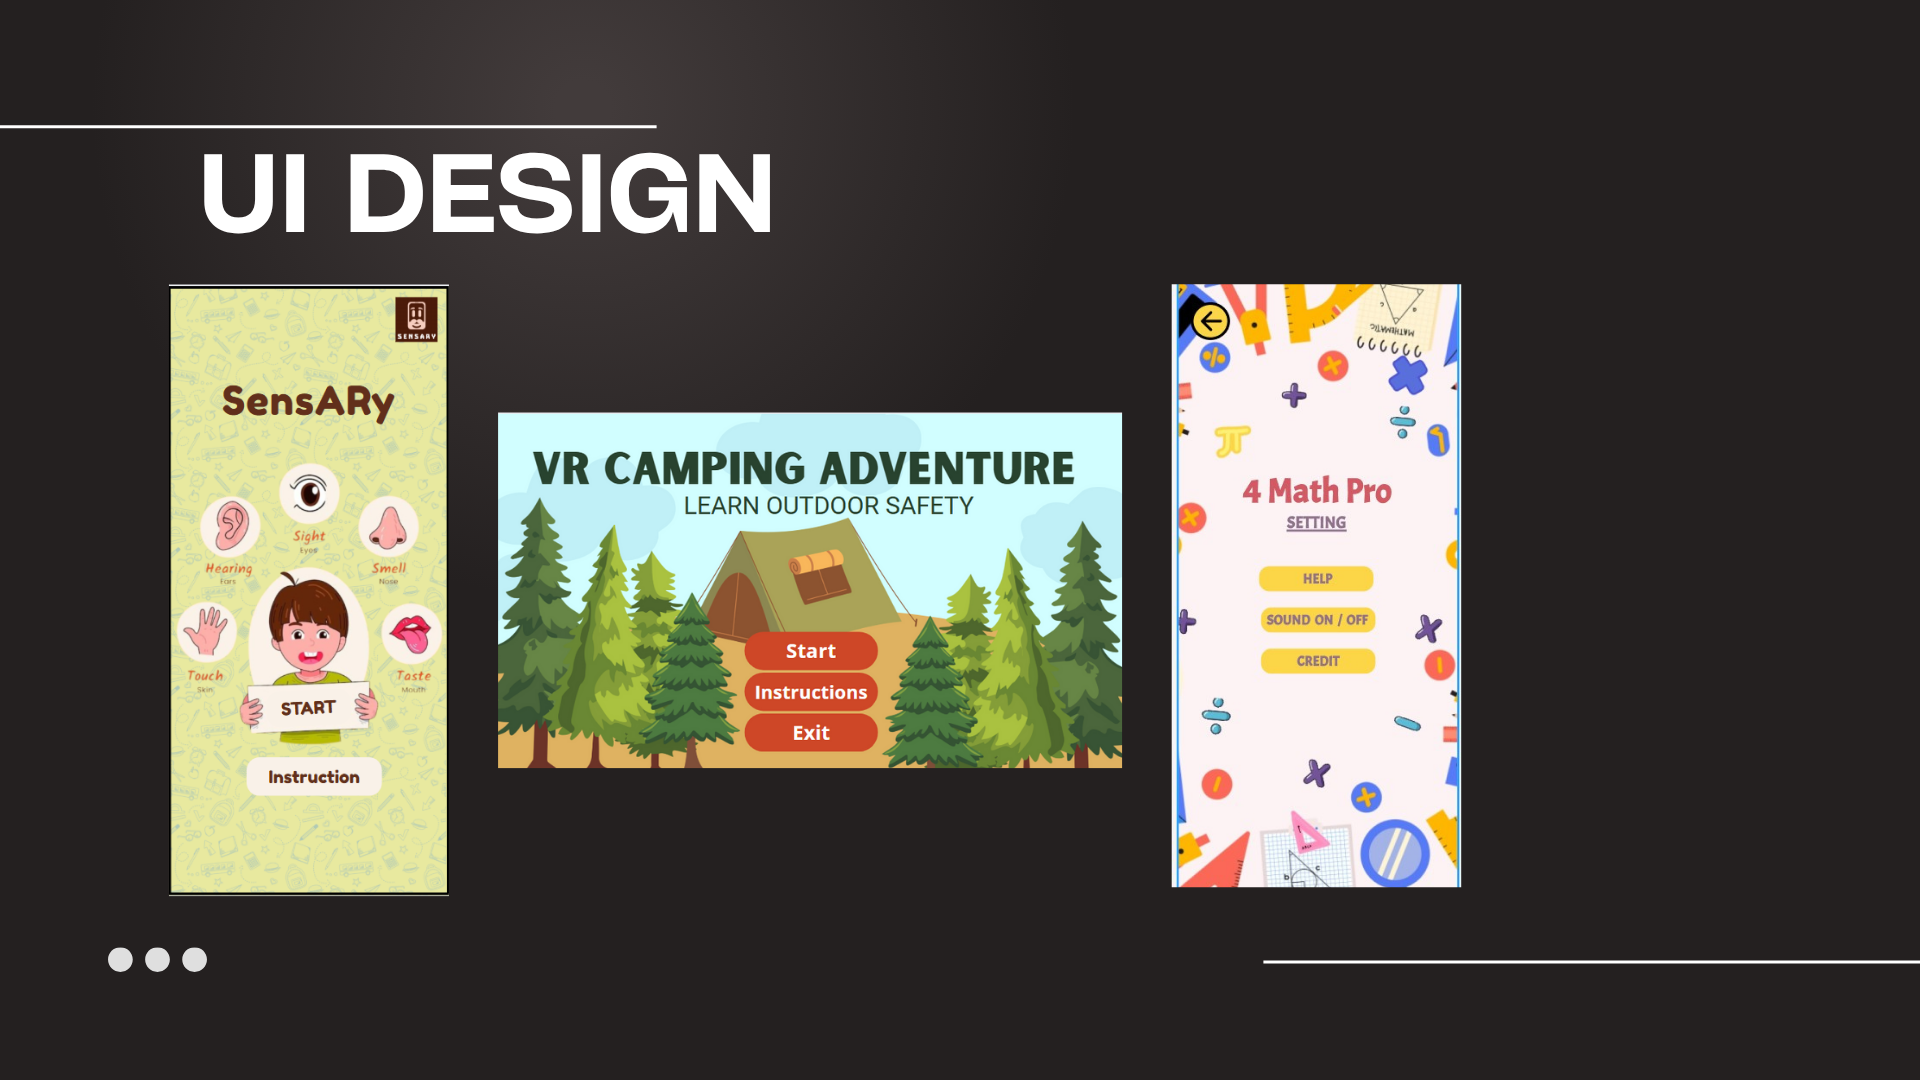 UI DESIGN
SENSARY
SensARy
Sight
Eyes
Hearing
Ears
Smell
Nose
Touch
Skin
Taste
Mouth
START
Instruction
VR CAMPING ADVENTURE
LEARN OUTDOOR SAFETY
Start
Instructions
Exit
MATHEMATIC
4 Math Pro
SETTING
HELP
SOUND ON / OFF
CREDIT
b
c